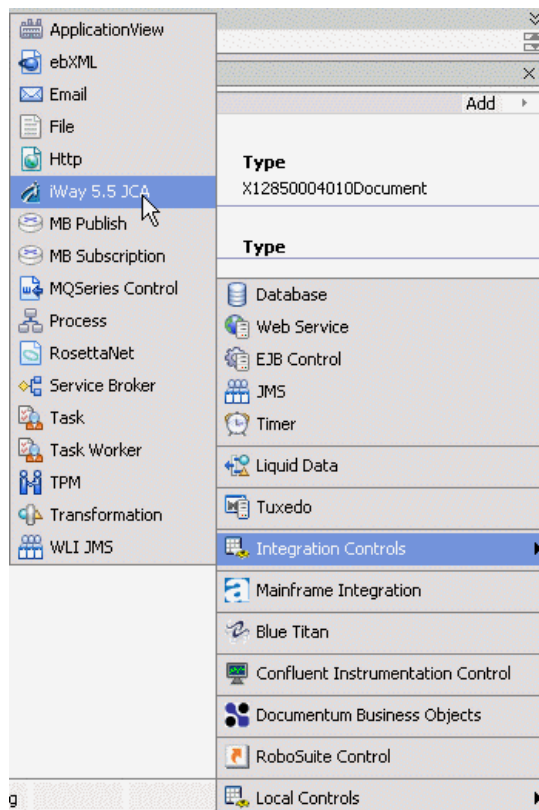 ApplicationView
ebXML
Email
File
Http
iWay 5.5 JCA
MB Publish
MB Subscription
MQSeries Control
Process
RosettaNet
Service Broker
Task
Task Worker
TPM
Transformation
WLI JMS
Add
Type
X12850004010Document
Type
Database
Web Service
EJB Control
JMS
Timer
Liquid Data
Tuxedo
Integration Controls
Mainframe Integration
Blue Titan
Confluent Instrumentation Control
Documentum Business Objects
RoboSuite Control
Local Controls
g